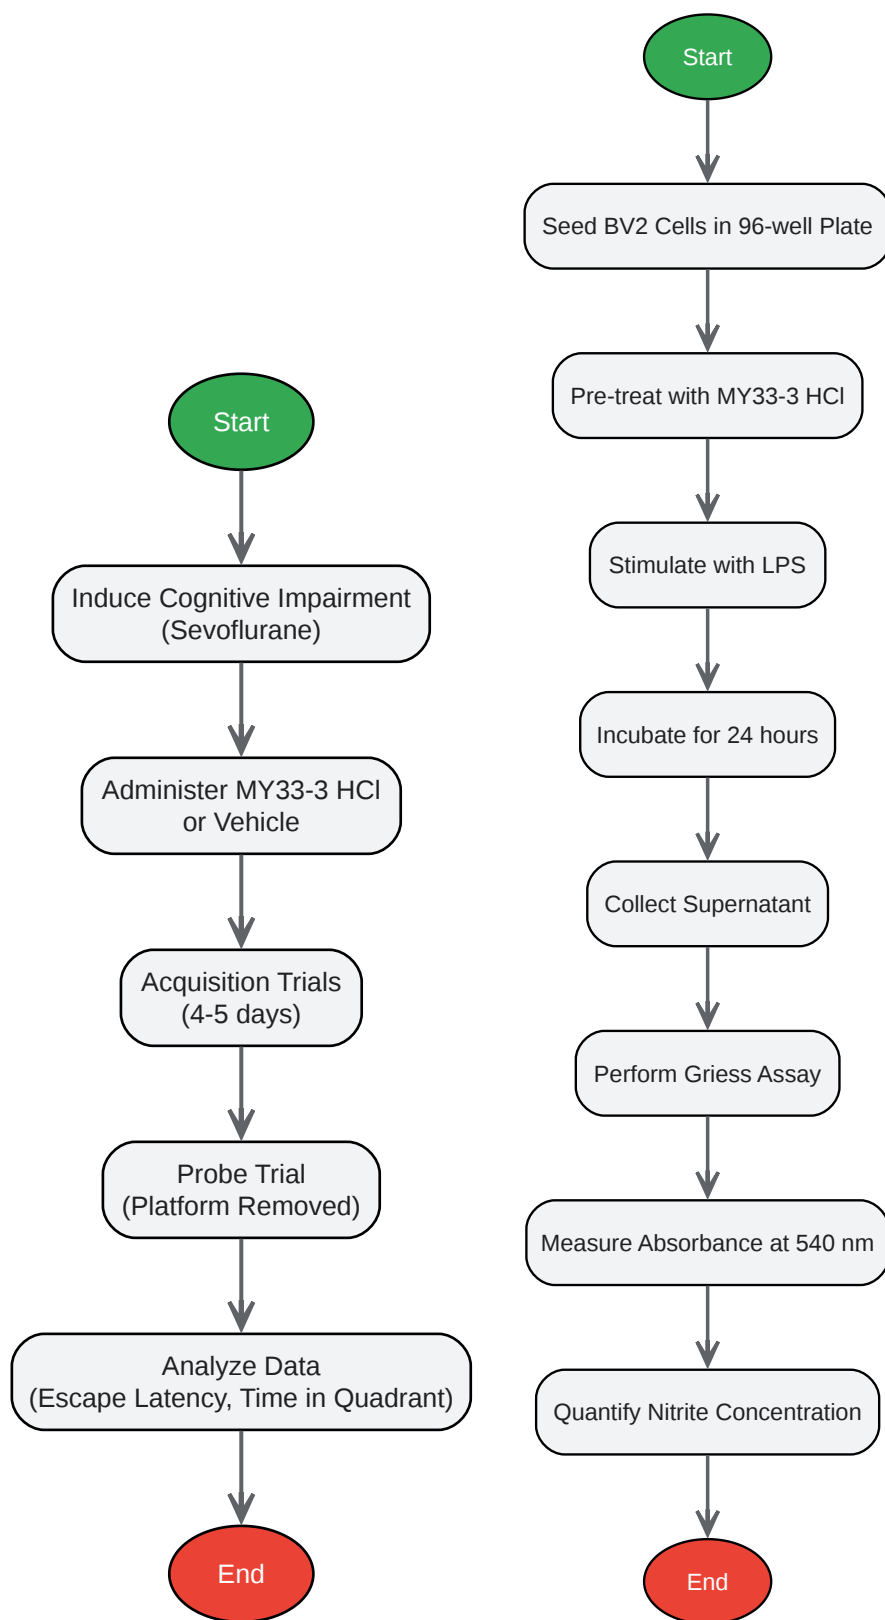 Start
Induce Cognitive Impairment
(Sevoflurane)
Administer MY33-3 HCl
or Vehicle
Acquisition Trials
(4-5 days)
Probe Trial
(Platform Removed)
Analyze Data
(Escape Latency, Time in Quadrant)
End
Start
Seed BV2 Cells in 96-well Plate
Pre-treat with MY33-3 HCl
Stimulate with LPS
Incubate for 24 hours
Collect Supernatant
Perform Griess Assay
Measure Absorbance at 540 nm
Quantify Nitrite Concentration
End